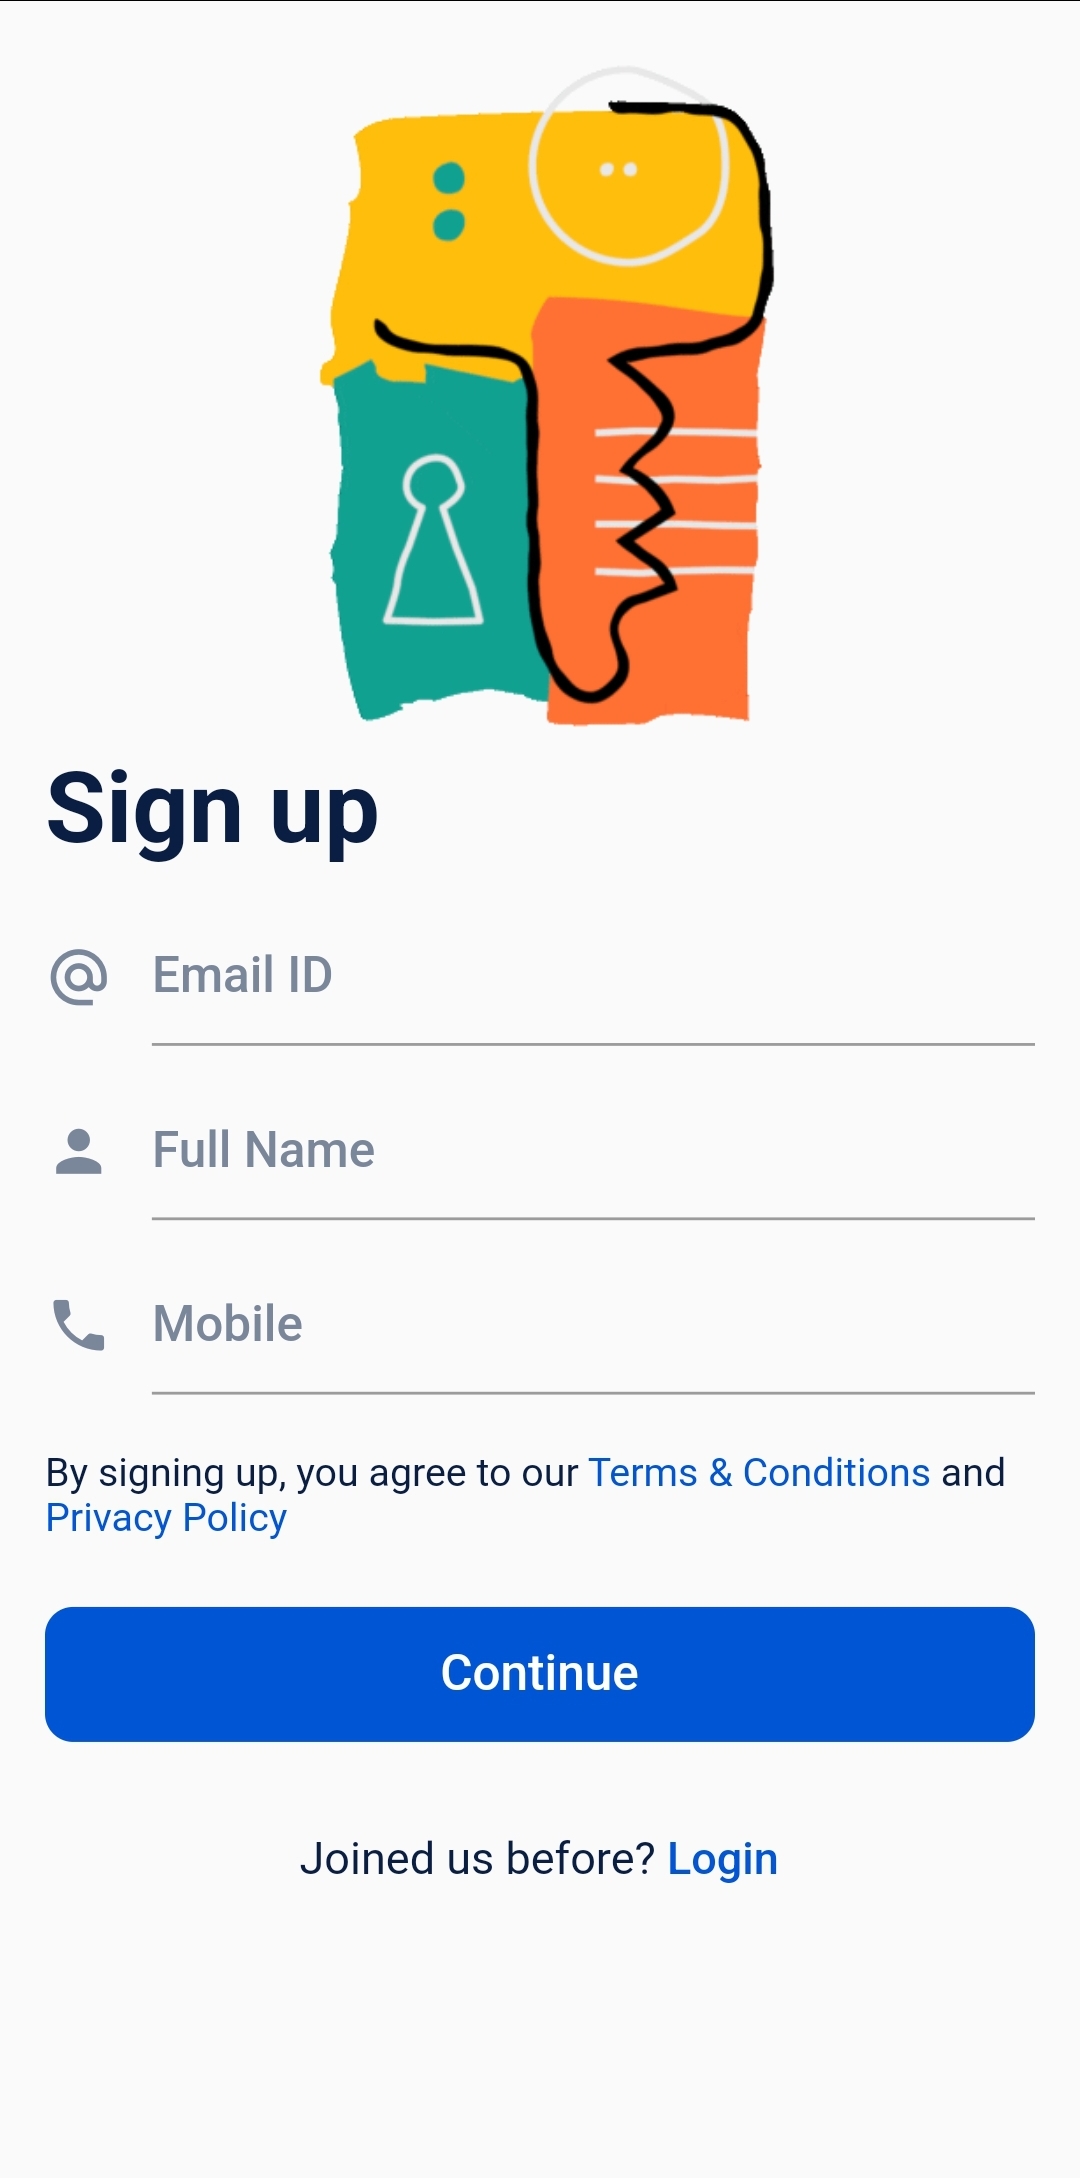 Sign up
Email ID
Full Name
Mobile
By signing up, you agree to our Terms & Conditions and
Privacy Policy
Continue
Joined us before? Login